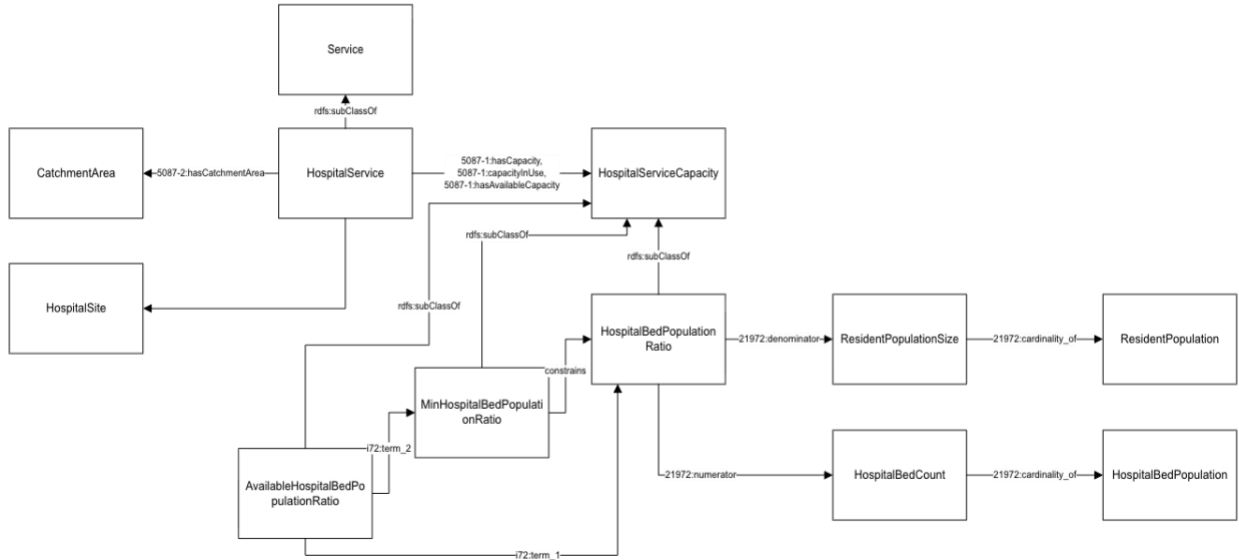 Service
rdfs:subClassOf
CatchmentArea
5087-2:hasCatchmentArea
HospitalService
5087-1:hasCapacity,
5087-1:capacityInUse,
5087-1:hasAvailableCapacity
HospitalServiceCapacity
rdfs:subClassOf
rdfs:subClassOf
HospitalSite
rdfs:subClassOf
HospitalBedPopulation
Ratio
21972:denominator
ResidentPopulationSize
21972:cardinality_of
ResidentPopulation
constrains
MinHospitalBedPopulati
onRatio
i72:term_2
AvailableHospitalBedPo
pulationRatio
21972:numerator
HospitalBedCount
21972:cardinality_of
HospitalBedPopulation
i72:term_1